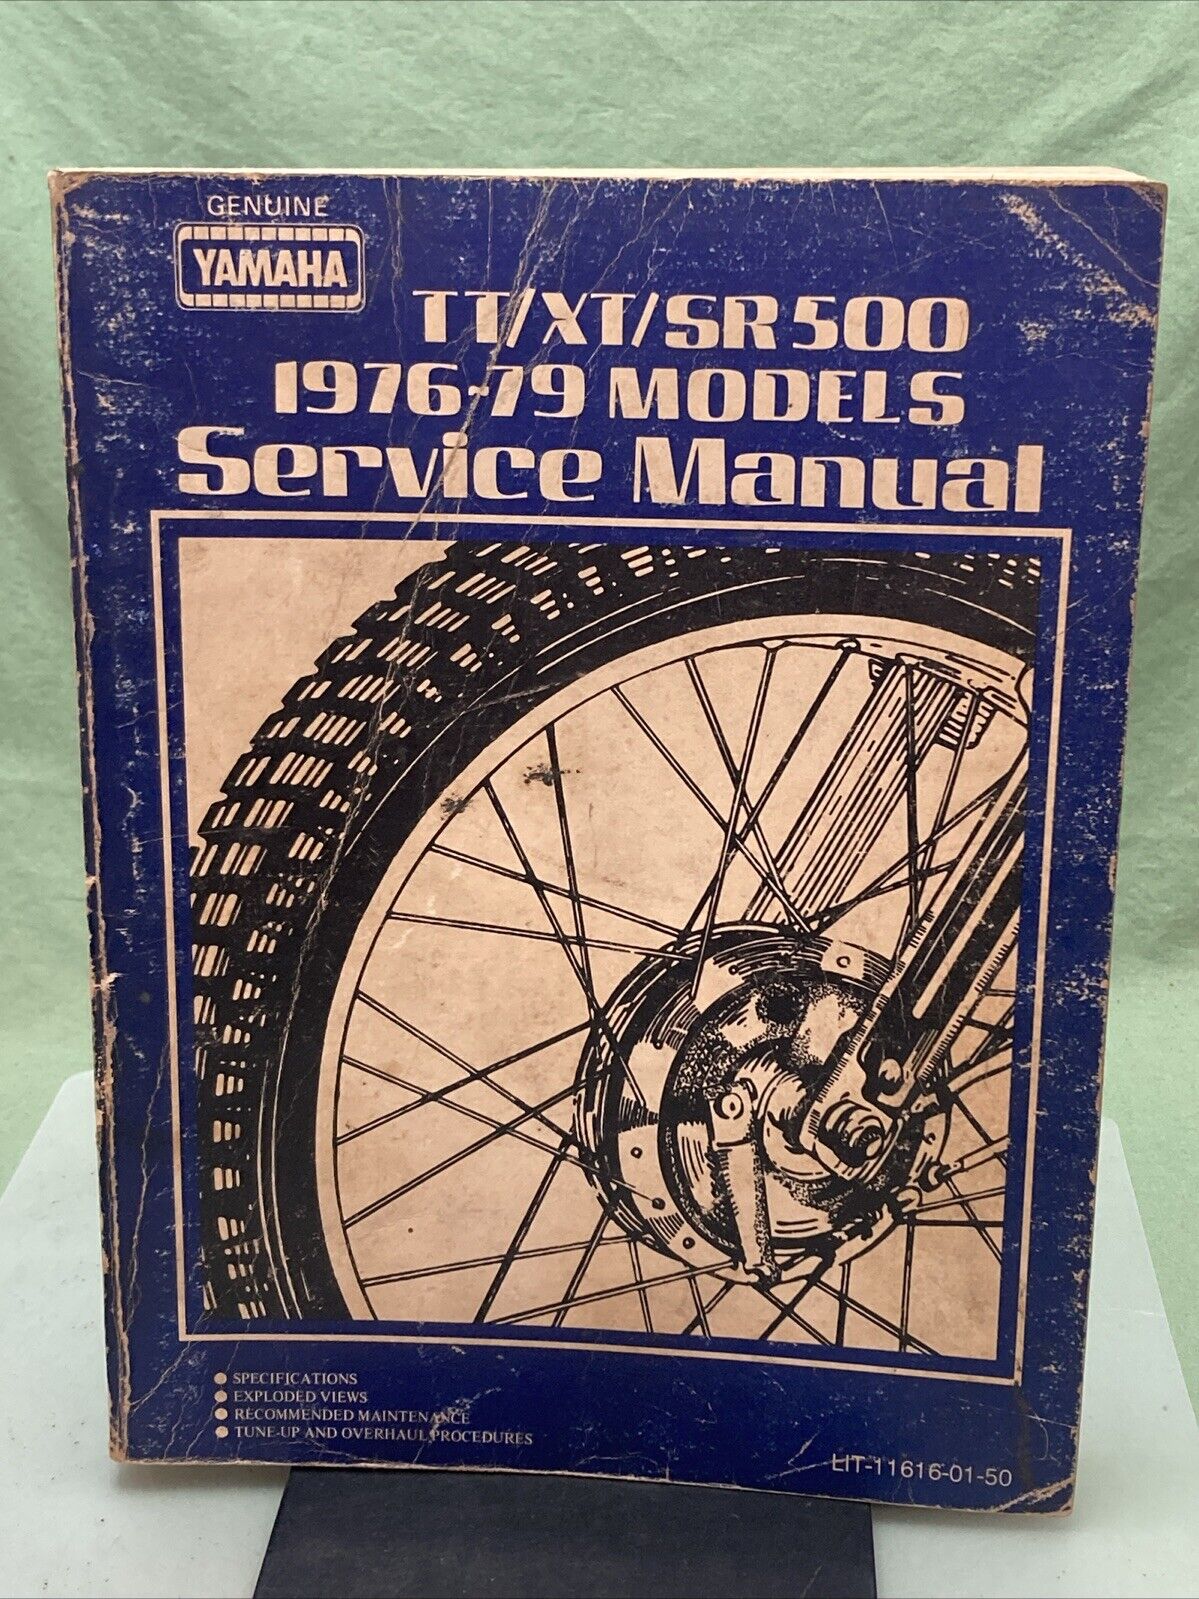 GENUINE
YAMAHA
TT/XT/SR500
1976-79 MODELS
Service Manual
● SPECIFICATIONS
● EXPLODED VIEWS
● RECOMMENDED MAINTENANCE
● TUNE-UP AND OVERHAUL PROCEDURES
LIT-11616-01-50